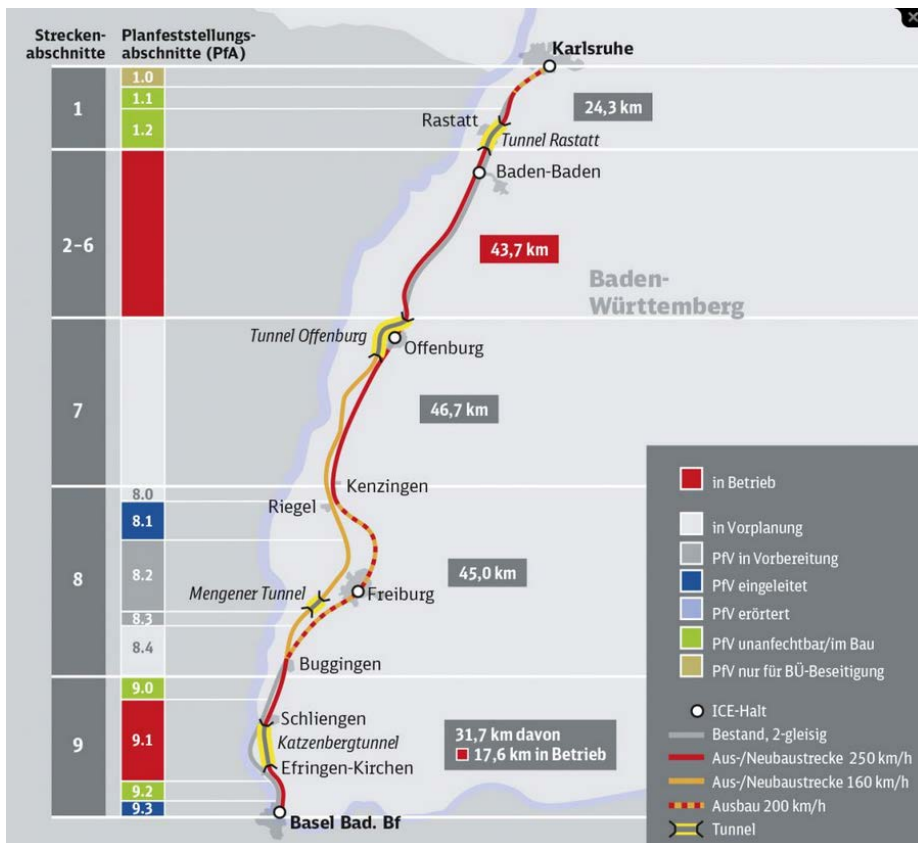 Strecken-
abschnitte
Planfeststellungs-
abschnitte (PfA)
1
1.0
1.1
1.2
2–6
7
8
8.0
8.1
8.2
8.3
8.4
9
9.0
9.1
9.2
9.3
Karlsruhe
24,3 km
Rastatt
Tunnel Rastatt
Baden-Baden
43,7 km
Baden-
Württemberg
Tunnel Offenburg
Offenburg
46,7 km
Kenzingen
Riegel
45,0 km
Mengener Tunnel
Freiburg
Buggingen
Schliengen
Katzenbergtunnel
Efringen-Kirchen
31,7 km davon
17,6 km in Betrieb
Basel Bad. Bf
in Betrieb
in Vorplanung
PfV in Vorbereitung
PfV eingeleitet
PfV erörtert
PfV unanfechtbar/im Bau
PfV nur für BÜ-Beseitigung
ICE-Halt
Bestand, 2-gleisig
Aus-/Neubaustrecke 250 km/h
Aus-/Neubaustrecke 160 km/h
Ausbau 200 km/h
Tunnel